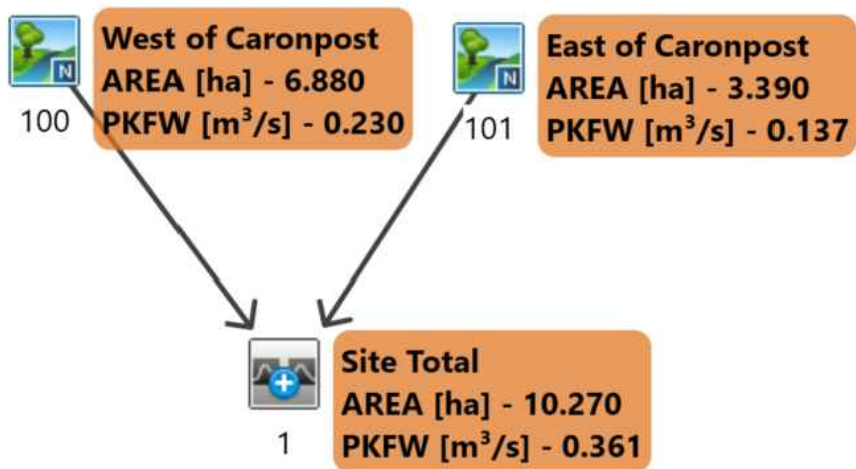 West of Caronpost
AREA [ha] - 6.880
PKFW [m³/s] - 0.230
N
100
East of Caronpost
AREA [ha] - 3.390
PKFW [m³/s] - 0.137
N
101
Site Total
AREA [ha] - 10.270
PKFW [m³/s] - 0.361
1